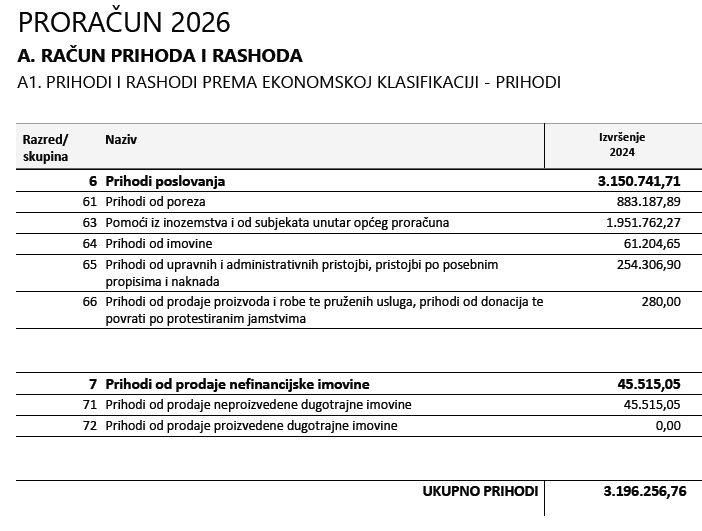 PRORAČUN 2026
A. RAČUN PRIHODA I RASHODA
A1. PRIHODI I RASHODI PREMA EKONOMSKOJ KLASIFIKACIJI - PRIHODI
Razred/ Naziv Izvršenje
skupina 2024
6 Prihodi poslovanja 3.150.741,71
61 Prihodi od poreza 883.187,89
63 Pomoći iz inozemstva i od subjekata unutar općeg proračuna 1.951.762,27
64 Prihodi od imovine 61.204,65
65 Prihodi od upravnih i administrativnih pristojbi, pristojbi po posebnim 254.306,90
propisima i naknada
66 Prihodi od prodaje proizvoda i robe te pruženih usluga, prihodi od donacija te 280,00
povrati po protestiranim jamstvima
7 Prihodi od prodaje nefinancijske imovine 45.515,05
71 Prihodi od prodaje neproizvedene dugotrajne imovine 45.515,05
72 Prihodi od prodaje proizvedene dugotrajne imovine 0,00
UKUPNO PRIHODI 3.196.256,76